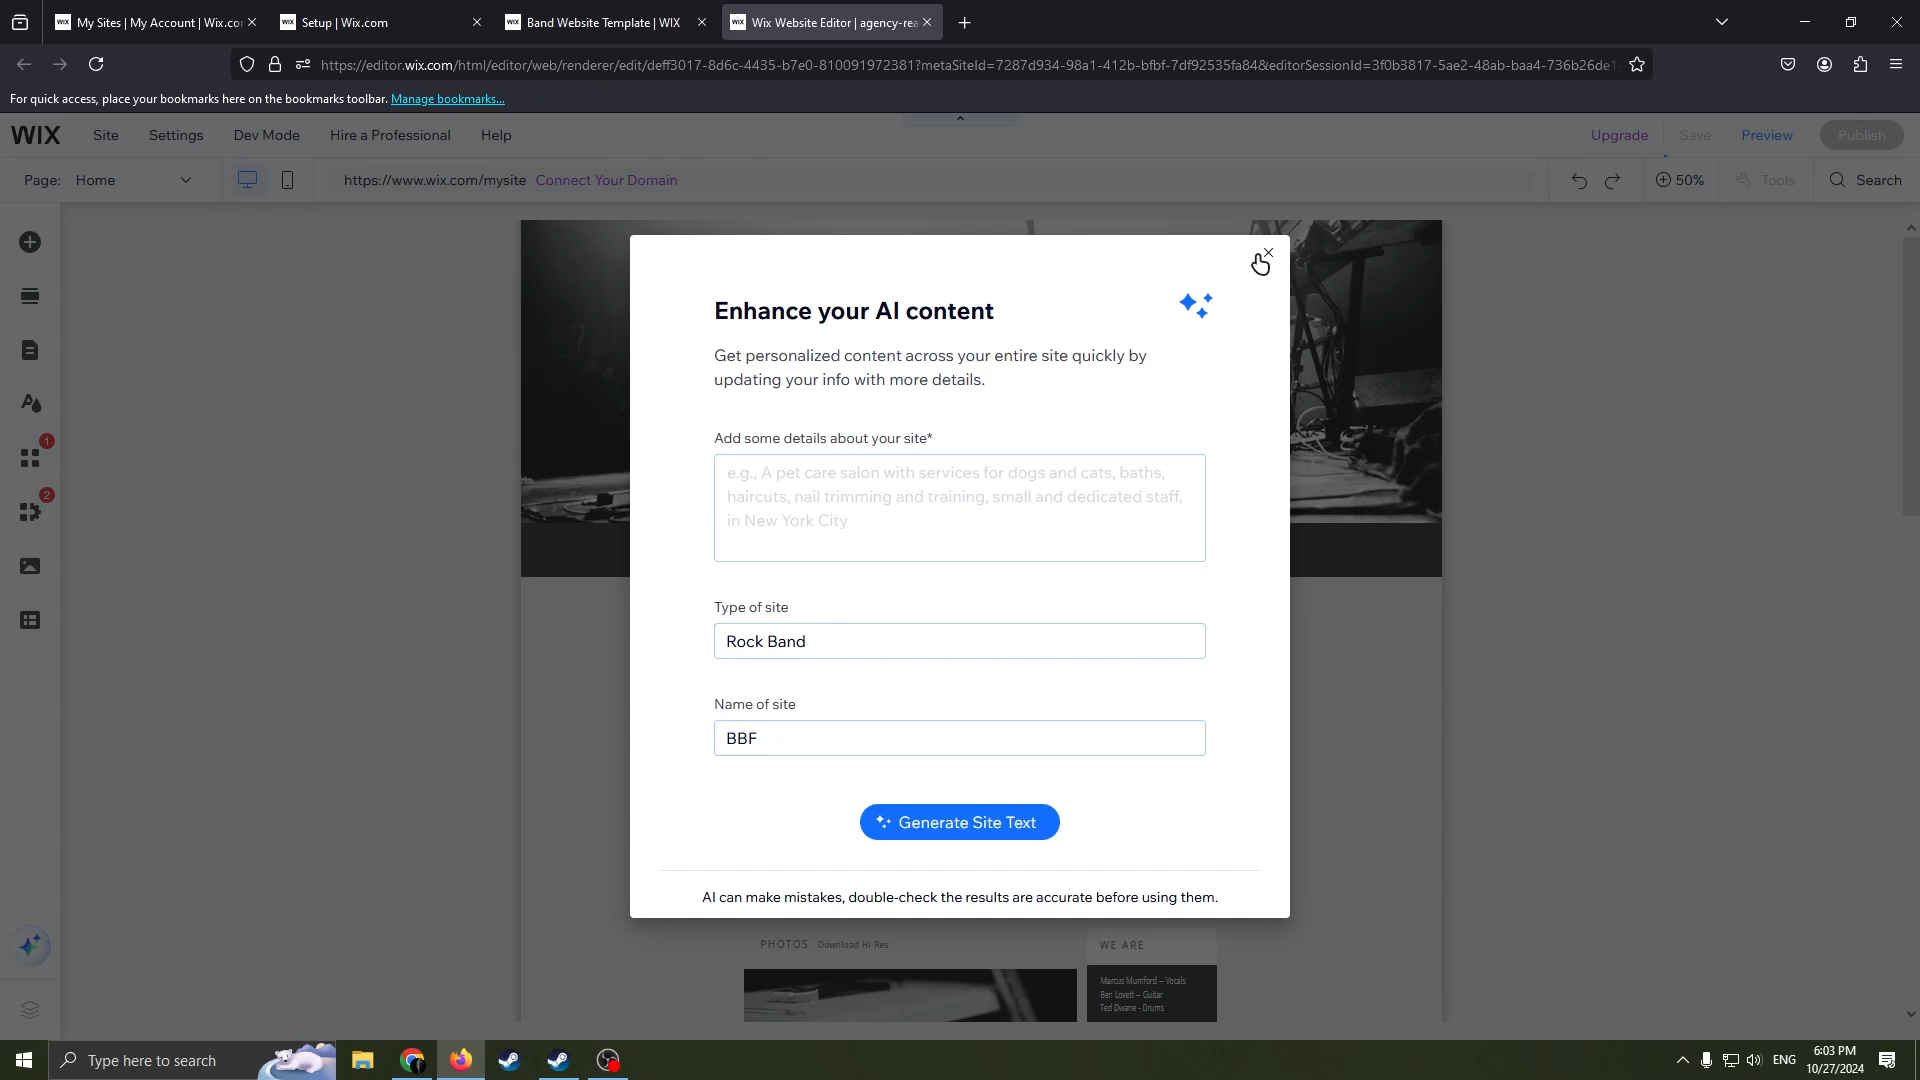 My Sites | My Account | Wix.cor
Setup | Wix.com
Band Website Template | WIX
Wix Website Editor | agency-rea
https://editor.wix.com/html/editor/web/renderer/edit/deff3017-8d6c-4435-b7e0-810091972381?metaSiteId=7287d934-98a1-412b-bfbf-7df92535fa84&editorSessionId=3f0b3817-5ae2-48ab-baa4-736b26de1
For quick access, place your bookmarks here on the bookmarks toolbar. Manage bookmarks...
WIX Site Settings Dev Mode Hire a Professional Help Upgrade Save Preview Publish
Page: Home https://www.wix.com/mysite Connect Your Domain 50% Tools Search
Enhance your AI content
Get personalized content across your entire site quickly by
updating your info with more details.
Add some details about your site*
e.g., A pet care salon with services for dogs and cats, baths,
haircuts, nail trimming and training, small and dedicated staff,
in New York City
1
2
Type of site
Rock Band
Name of site
BBF
Generate Site Text
AI can make mistakes, double-check the results are accurate before using them.
PHOTOS Download Hi-Res
WE ARE
Marcus Mumford – Vocals
Ben Lovett – Guitar
Ted Dwane - Drums
Type here to search
ENG
6:03 PM
10/27/2024